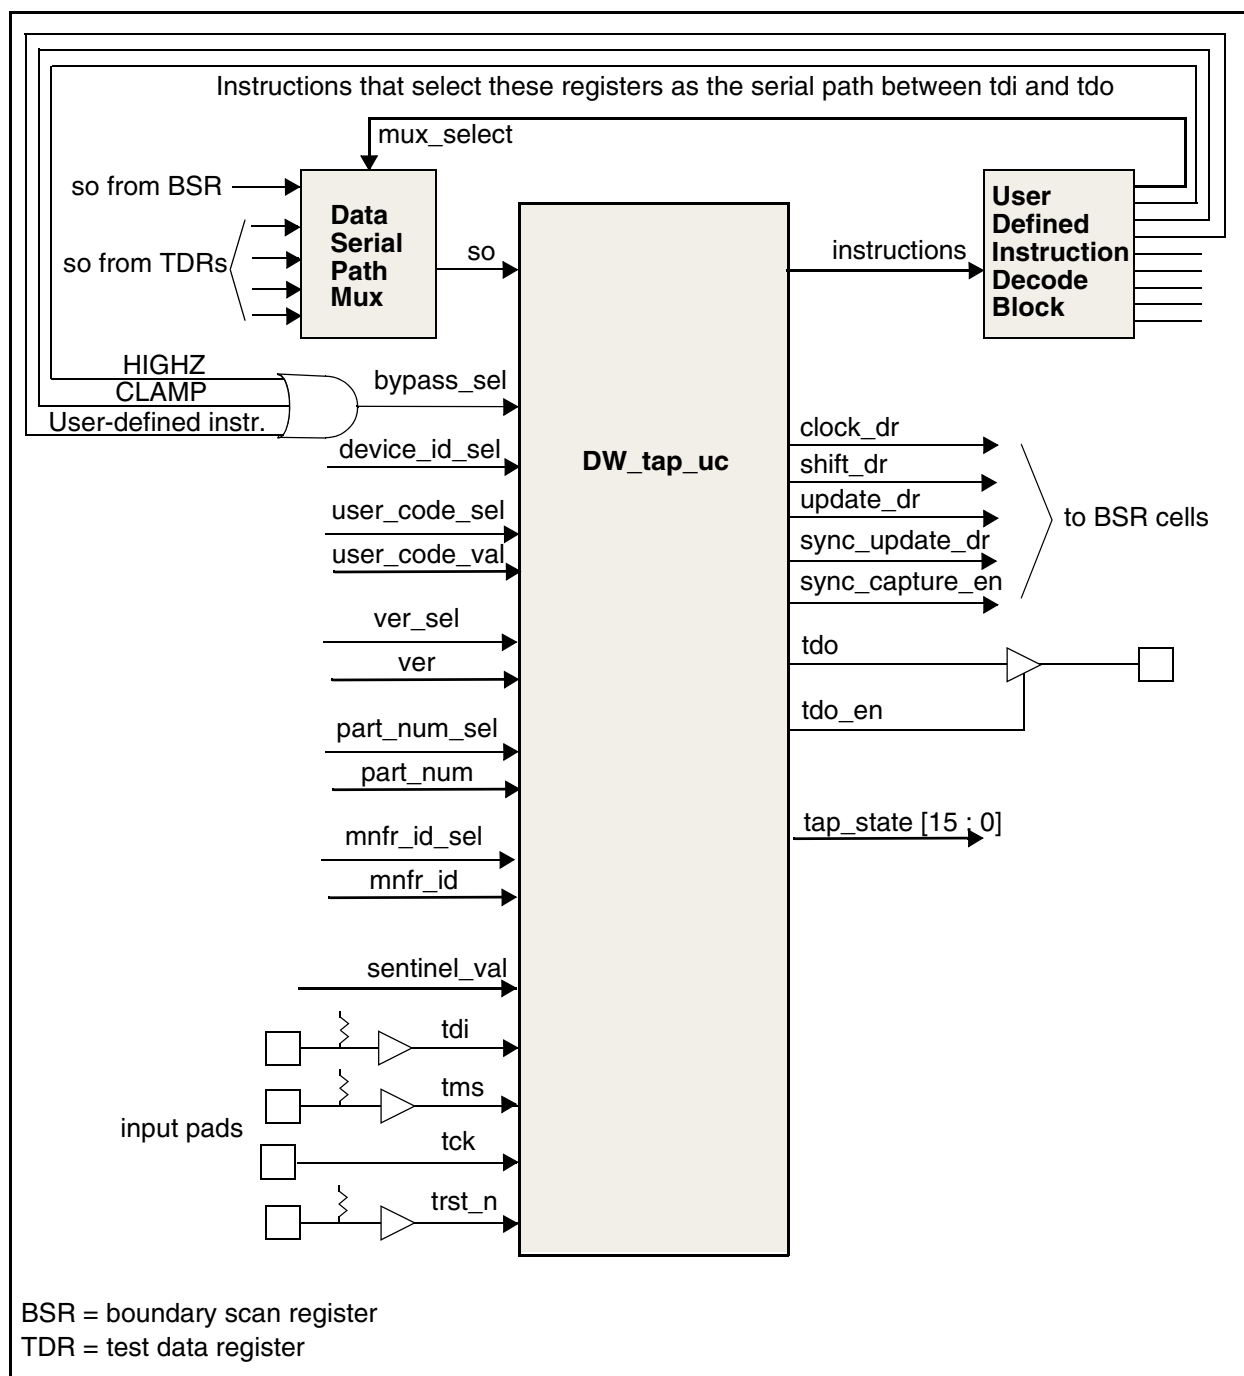 Instructions that select these registers as the serial path between tdi and tdo
mux_select
so from BSR
so from TDRs
Data
Serial
Path
Mux
so
instructions
User
Defined
Instruction
Decode
Block
HIGHZ
CLAMP
User-defined instr.
bypass_sel
device_id_sel
user_code_sel
user_code_val
ver_sel
ver
part_num_sel
part_num
mnfr_id_sel
mnfr_id
sentinel_val
tdi
tms
input pads
tck
trst_n
DW_tap_uc
clock_dr
shift_dr
update_dr
sync_update_dr
sync_capture_en
to BSR cells
tdo
tdo_en
tap_state [15 : 0]
BSR = boundary scan register
TDR = test data register